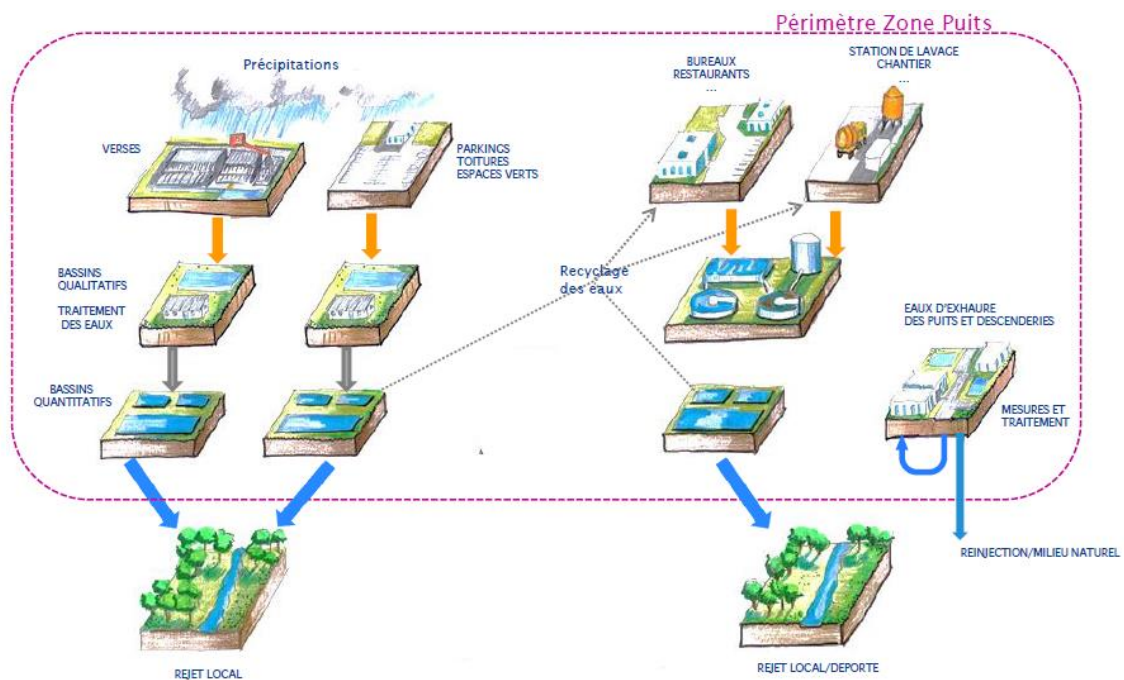 Périmètre Zone Puits
Précipitations
BUREAUX
RESTAURANTS
...
STATION DE LAVAGE
CHANTIER
...
VERSES
PARKINGS
TOITURES
ESPACES VERTS
BASSINS
QUALITATIFS
TRAITEMENT
DES EAUX
Recyclage
des eaux
EAUX D'EXHAURE
DES PUITS ET DESCENDERIES
BASSINS
QUANTITATIFS
MESURES ET
TRAITEMENT
REINJECTION/MILIEU NATUREL
REJET LOCAL
REJET LOCAL/DEPORTE